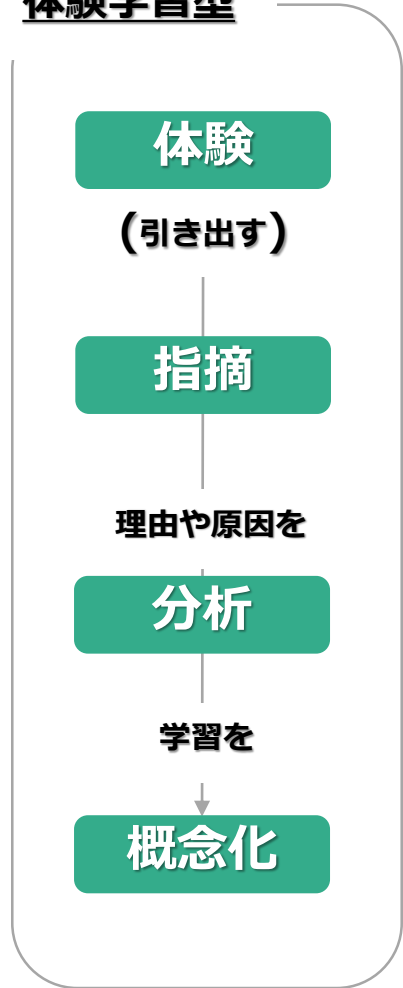 体験学習型
体験
(引き出す)
指摘
理由や原因を
分析
学習を
概念化